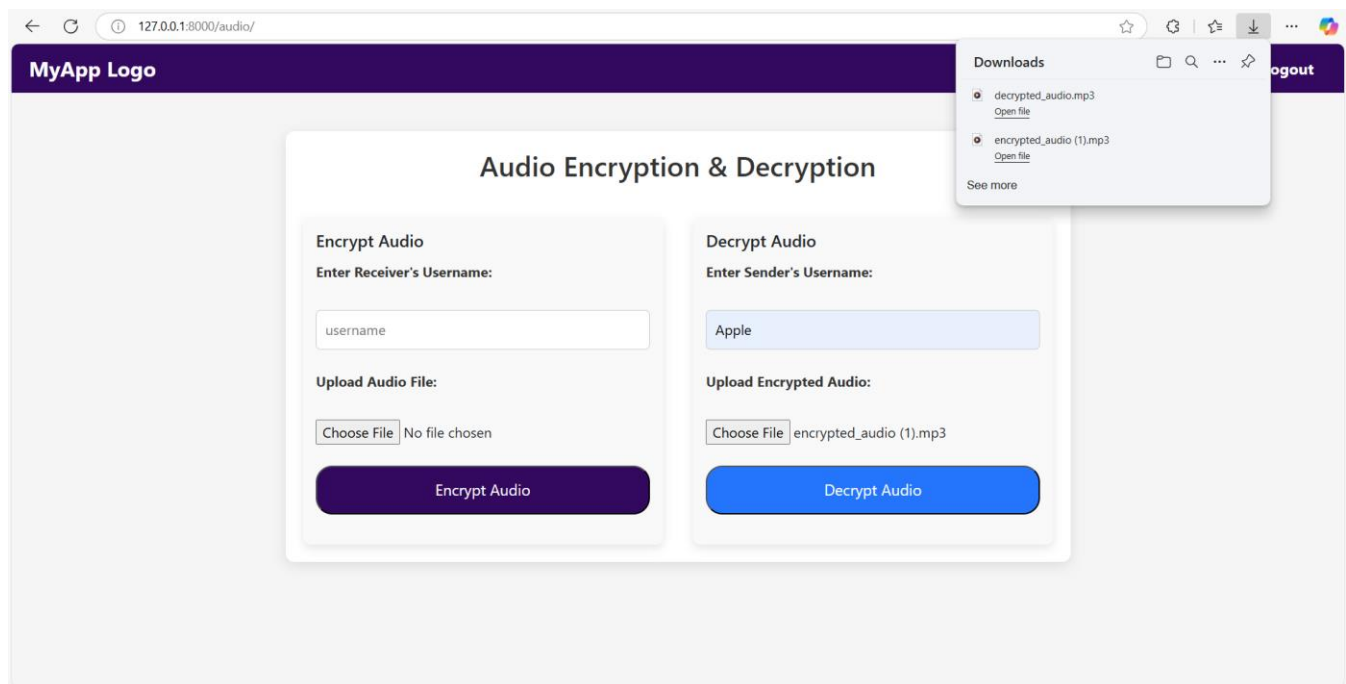 127.0.0.1:8000/audio/
MyApp Logo
ogout
Downloads
decrypted_audio.mp3
Open file
encrypted_audio (1).mp3
Open file
See more
Audio Encryption & Decryption
Encrypt Audio
Enter Receiver's Username:
username
Upload Audio File:
Choose File No file chosen
Encrypt Audio
Decrypt Audio
Enter Sender's Username:
Apple
Upload Encrypted Audio:
Choose File encrypted_audio (1).mp3
Decrypt Audio